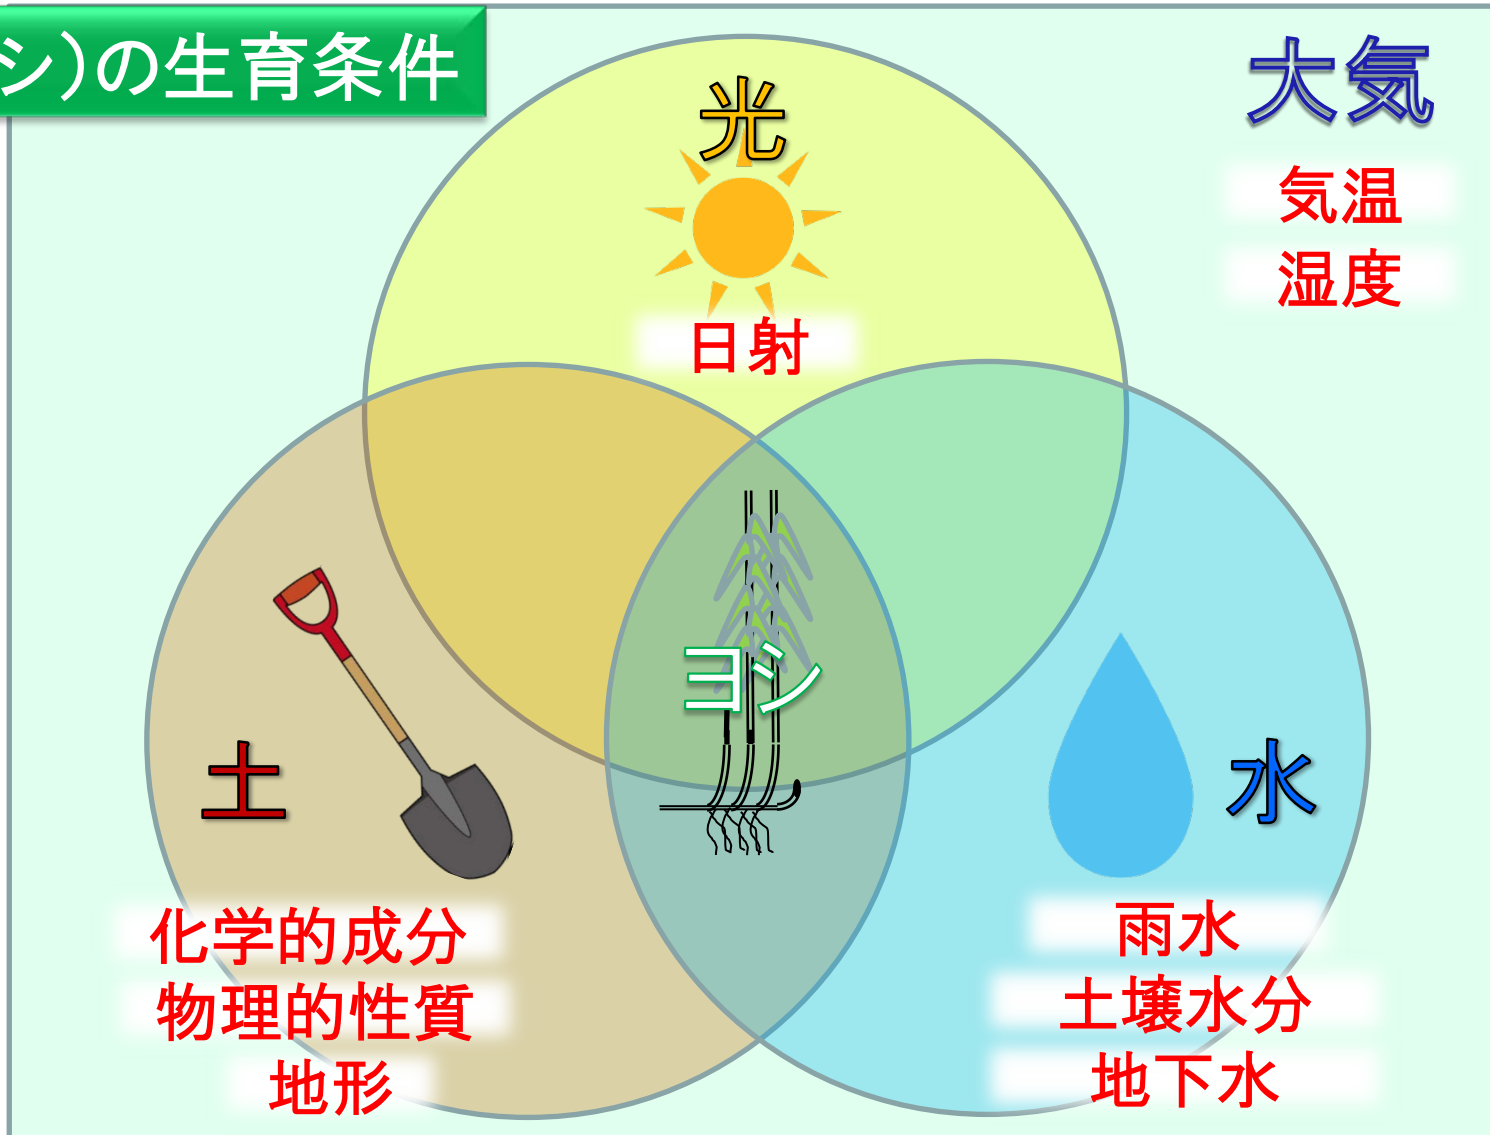 シ）の生育条件
大気
気温
湿度
光
日射
ヨシ
土
化学的成分
物理的性質
地形
水
雨水
土壌水分
地下水